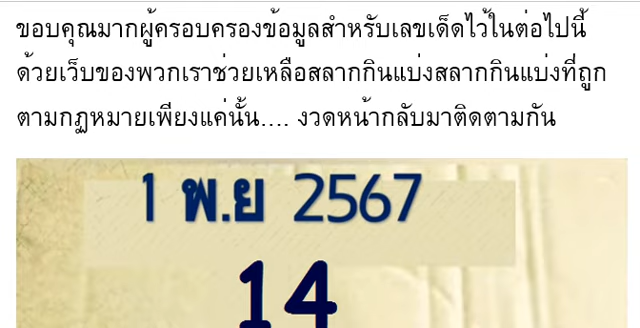 ขอบคุณมากผู้ครอบครองข้อมูลสำหรับเลขเด็ดไว้ในต่อไปนี้
ด้วยเว็บของพวกเราช่วยเหลือสลากกินแบ่งสลากกินแบ่งที่ถูก
ตามกฏหมายเพียงแค่นั้น.... งวดหน้ากลับมาติดตามกัน
1 พ.ย 2567
14